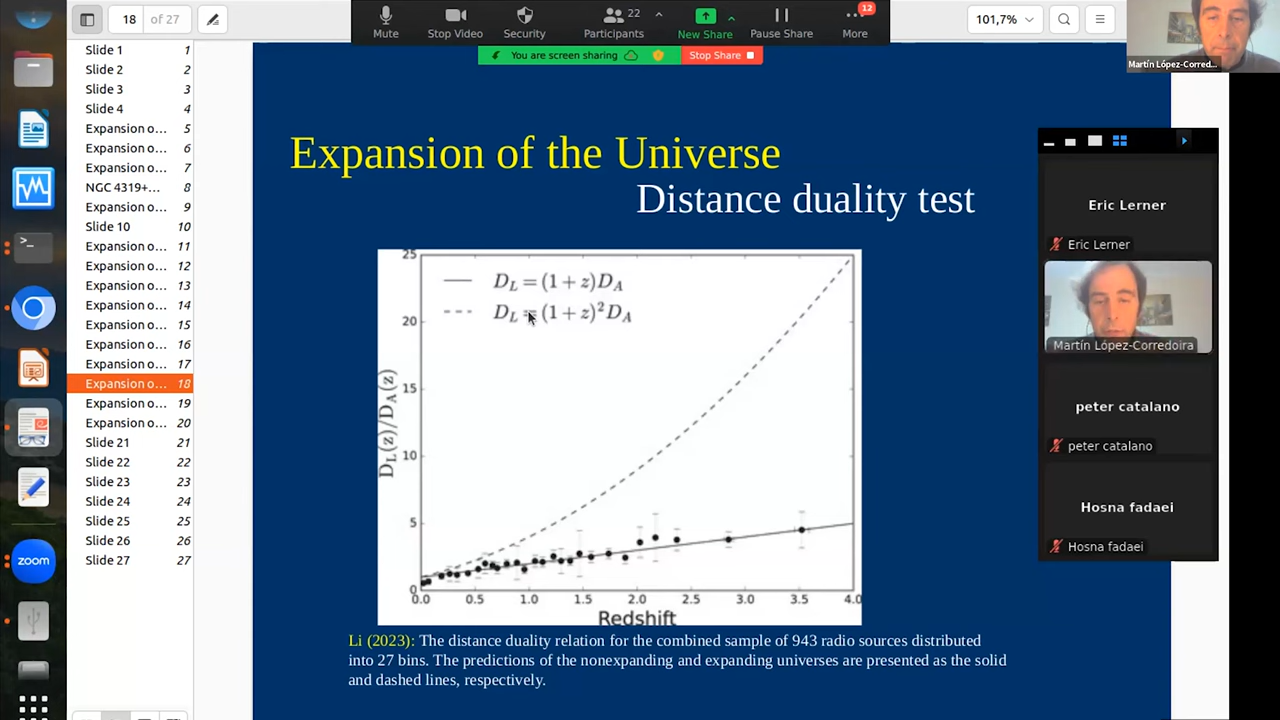 18 of 27
Mute
Stop Video
Security
22
Participants
New Share
Pause Share
12
More
101,7%
Martín López-Corred...
You are screen sharing
Stop Share
Slide 1 1
Slide 2 2
Slide 3 3
Slide 4 4
Expansion o... 5
Expansion o... 6
Expansion o... 7
NGC 4319+... 8
Expansion o... 9
Slide 10 10
Expansion o... 11
Expansion o... 12
Expansion o... 13
Expansion o... 14
Expansion o... 15
Expansion o... 16
Expansion o... 17
Expansion o... 18
Expansion o... 19
Expansion o... 20
Slide 21 21
Slide 22 22
Slide 23 23
Slide 24 24
Slide 25 25
Slide 26 26
Slide 27 27
zoom
Expansion of the Universe
Distance duality test
D_L = (1 + z)D_A
D_L = (1 + z)²D_A
D_L(z)/D_A(z)
25
20
15
10
5
0
0.0 0.5 1.0 1.5 2.0 2.5 3.0 3.5 4.0
Redshift
Li (2023): The distance duality relation for the combined sample of 943 radio sources distributed
into 27 bins. The predictions of the nonexpanding and expanding universes are presented as the solid
and dashed lines, respectively.
Eric Lerner
Eric Lerner
Martín López-Corredoira
peter catalano
peter catalano
Hosna fadaei
Hosna fadaei